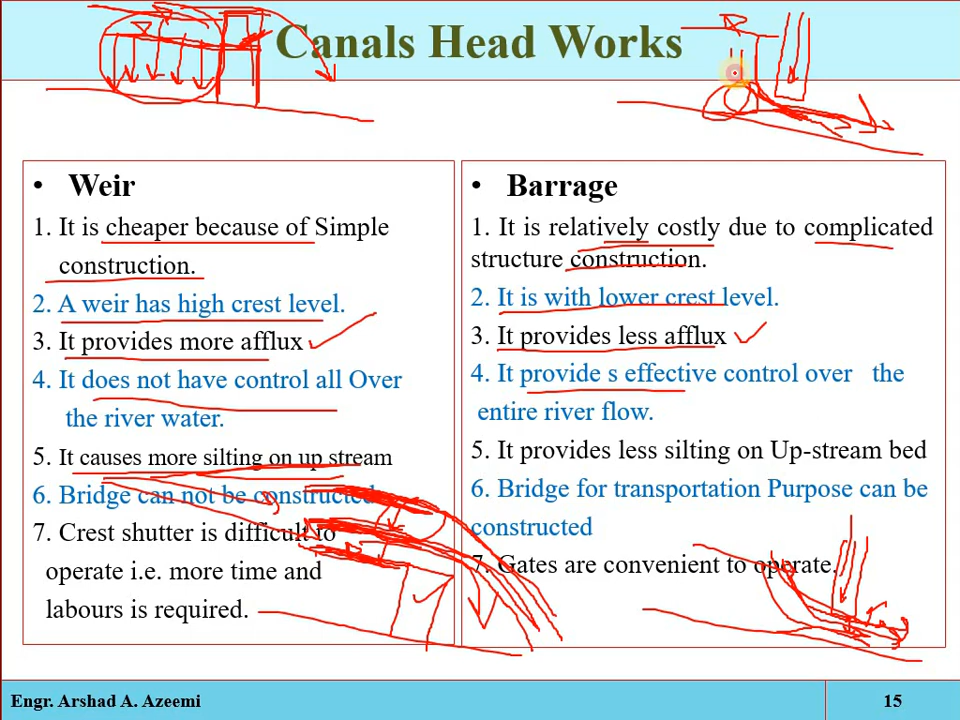 Canals Head Works
• Weir
1. It is cheaper because of Simple
construction.
2. A weir has high crest level.
3. It provides more afflux
4. It does not have control all Over
the river water.
5. It causes more silting on up stream
6. Bridge can not be constructed
7. Crest shutter is difficult to
operate i.e. more time and
labours is required.
• Barrage
1. It is relatively costly due to complicated
structure construction.
2. It is with lower crest level.
3. It provides less afflux
4. It provide s effective control over the
entire river flow.
5. It provides less silting on Up-stream bed
6. Bridge for transportation Purpose can be
constructed
7. Gates are convenient to operate.
Engr. Arshad A. Azeemi
15